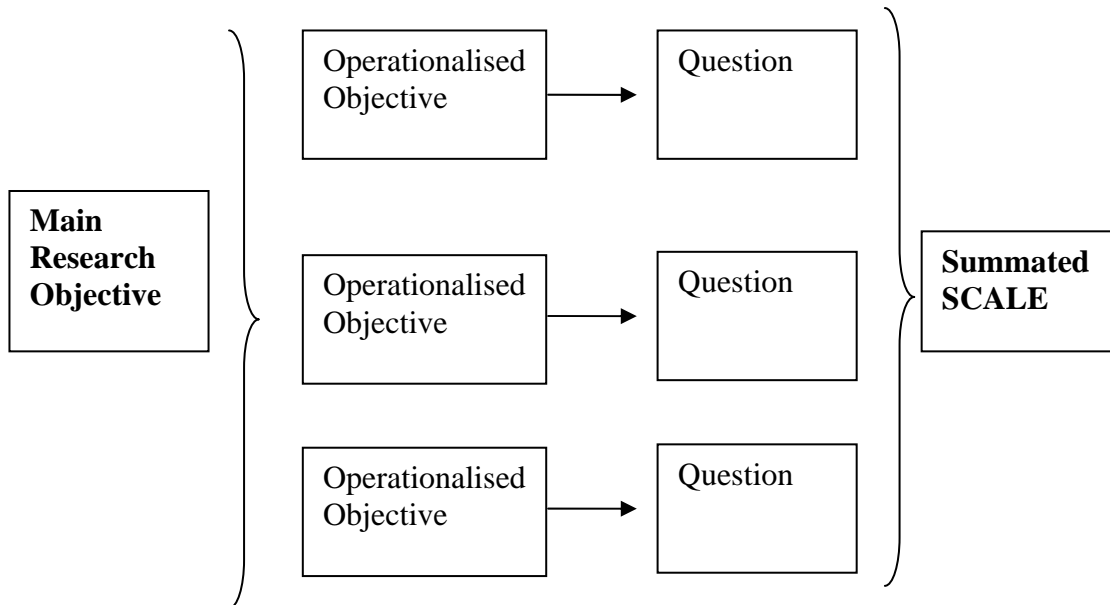 Main
Research
Objective
Operationalised
Objective
Question
Operationalised
Objective
Question
Operationalised
Objective
Question
Summated
SCALE